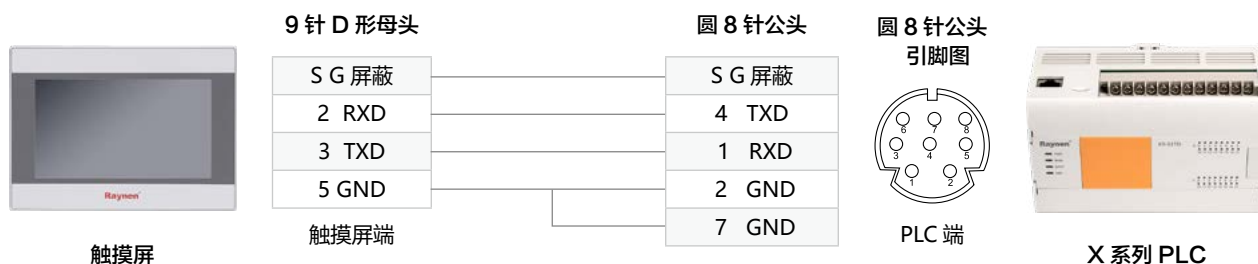 9 针 D 形母头
圆 8 针公头
圆 8 针公头
引脚图
S G 屏蔽
2 RXD
3 TXD
5 GND
触摸屏端
S G 屏蔽
4 TXD
1 RXD
2 GND
7 GND
6 7 8
3 4 5
1 2
PLC 端
Raynen
触摸屏
Raynen
X 系列 PLC